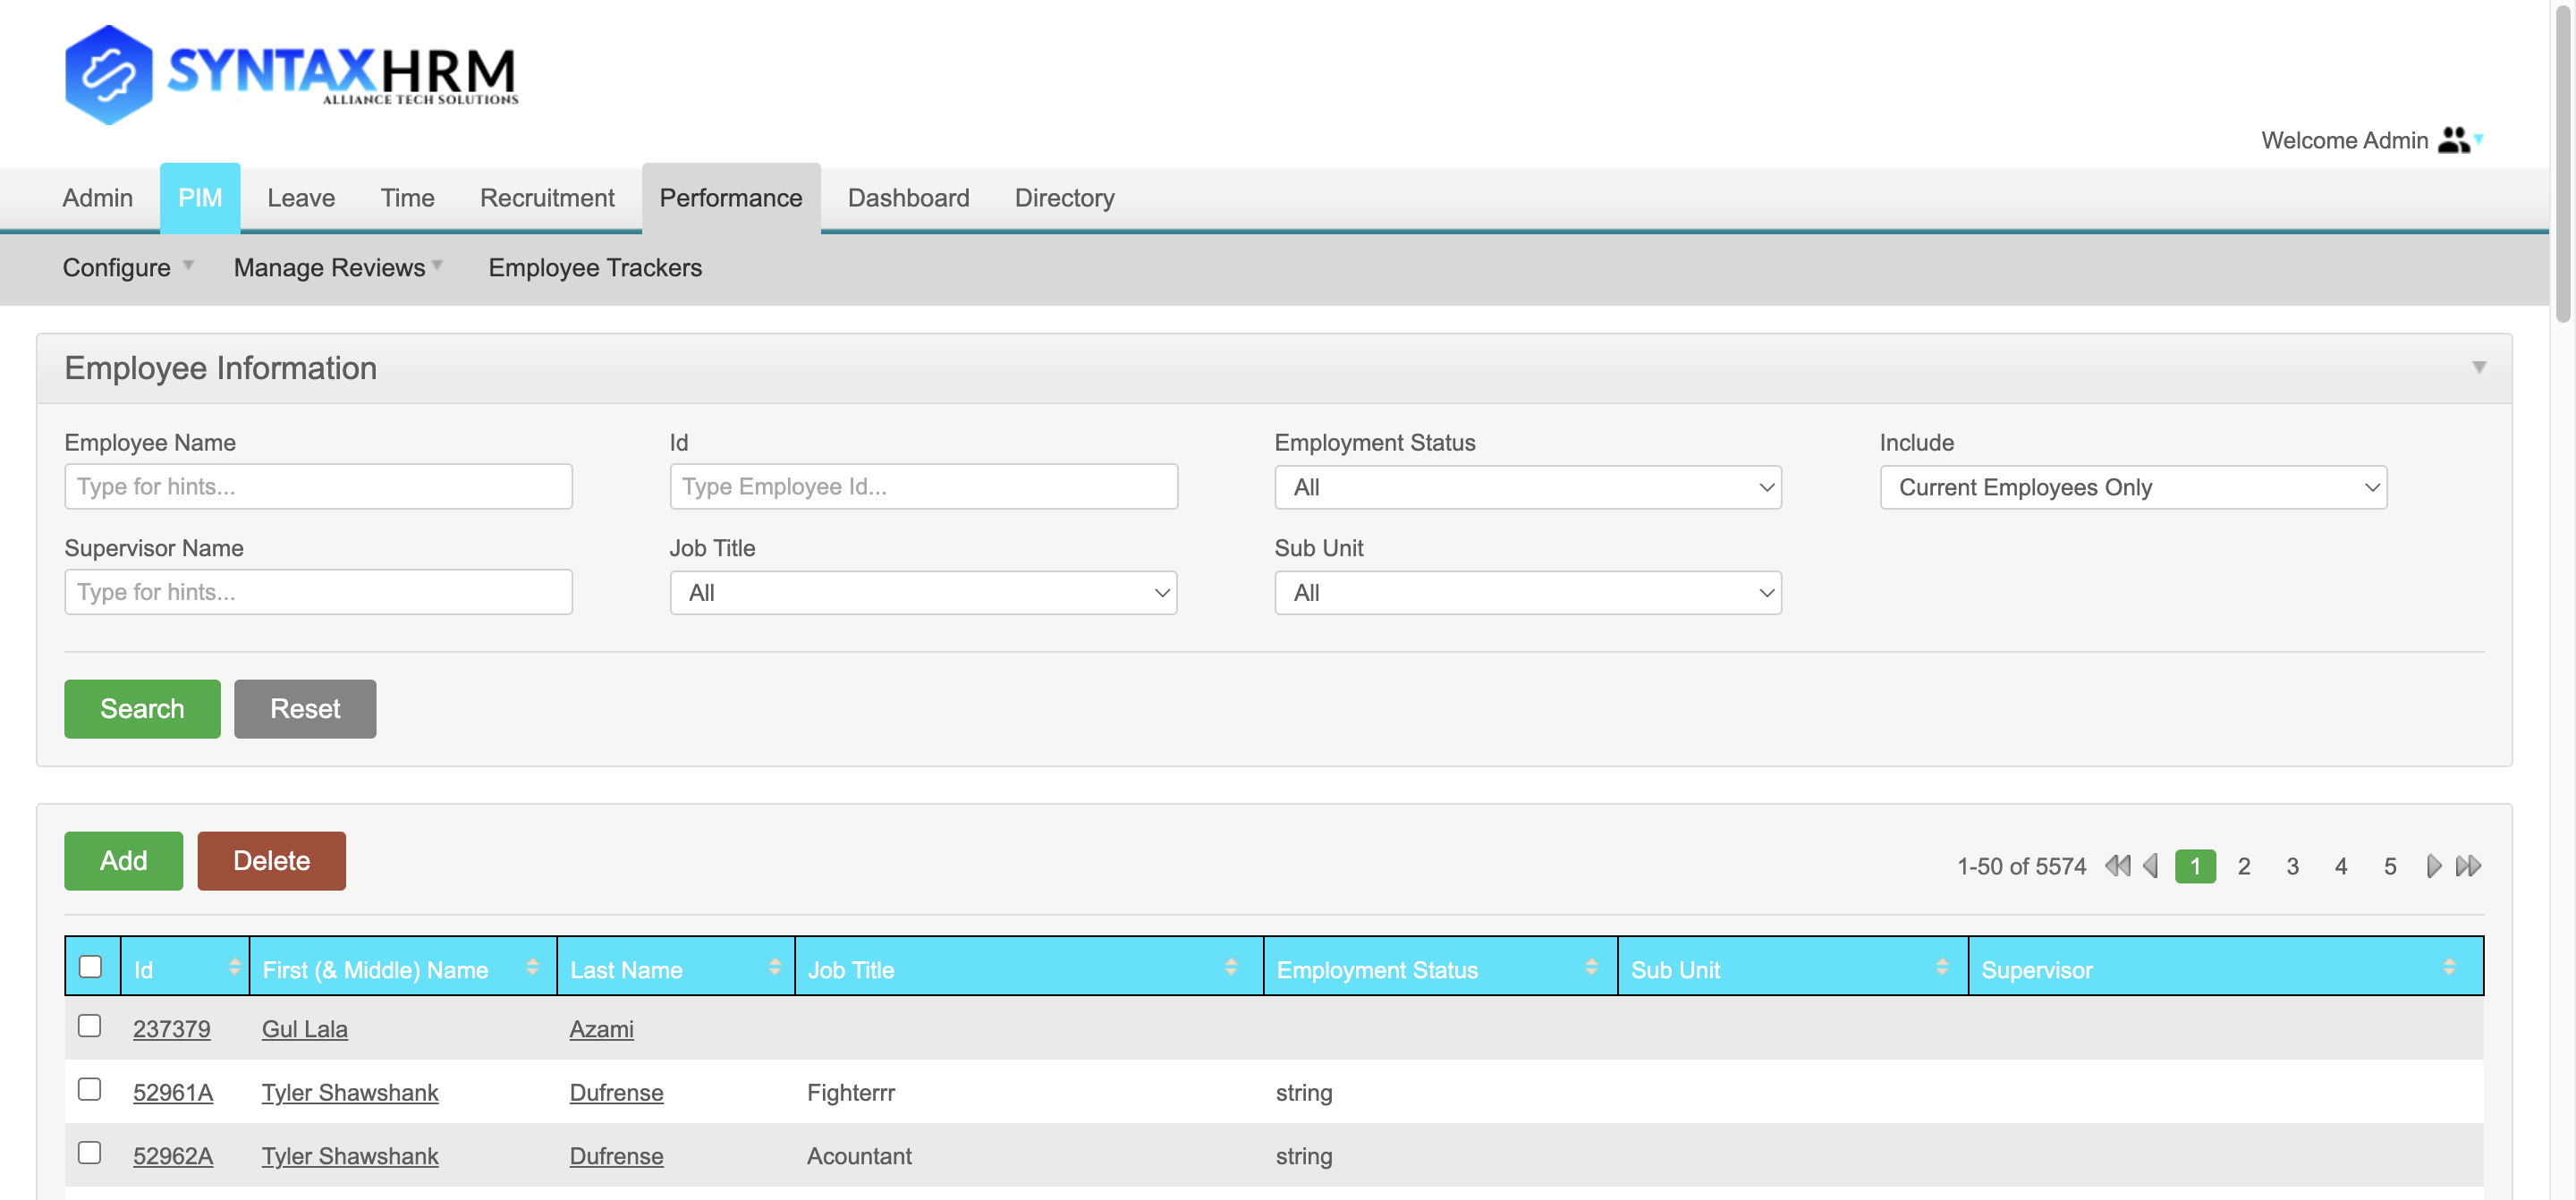 SYNTAXHRM
ALLIANCE TECH SOLUTIONS
Welcome Admin
Admin PIM Leave Time Recruitment Performance Dashboard Directory
Configure Manage Reviews Employee Trackers
Employee Information
Employee Name Id Employment Status Include
Type for hints... Type Employee Id... All Current Employees Only
Supervisor Name Job Title Sub Unit
Type for hints... All All
Search Reset
Add Delete 1-50 of 5574 1 2 3 4 5
Id First (& Middle) Name Last Name Job Title Employment Status Sub Unit Supervisor
237379 Gul Lala Azami
52961A Tyler Shawshank Dufrense Fighterrr string
52962A Tyler Shawshank Dufrense Acountant string